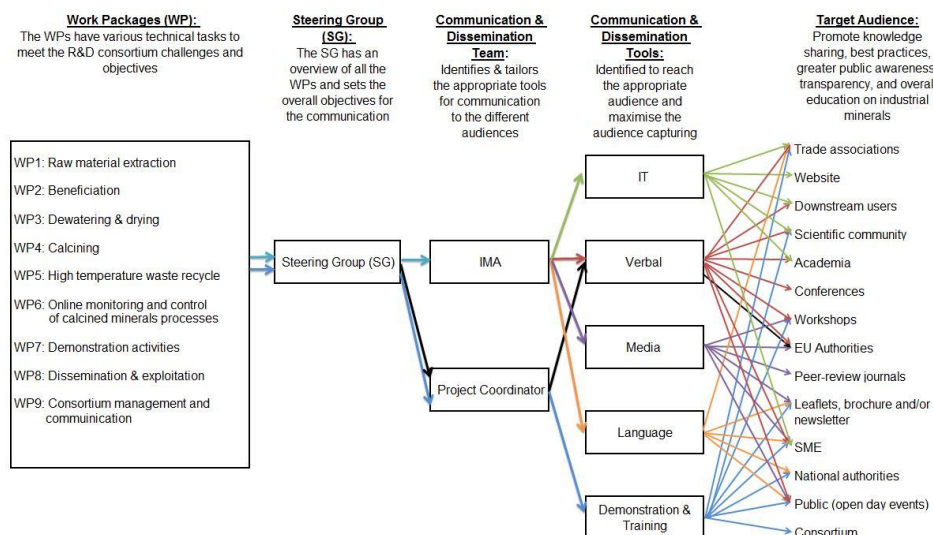 Work Packages (WP):
The WPs have various technical tasks to
meet the R&D consortium challenges and
objectives
Steering Group
(SG):
The SG has an
overview of all the
WPs and sets the
overall objectives for
the communication
Communication &
Dissemination
Team:
Identifies & tailors
the appropriate tools
for communication
to the different
audiences
Communication &
Dissemination
Tools:
Identified to reach
the appropriate
audience and
maximise the
audience capturing
Target Audience:
Promote knowledge
sharing, best practices,
greater public awareness
transparency, and overall
education on industrial
minerals
WP1: Raw material extraction
WP2: Beneficiation
WP3: Dewatering & drying
WP4: Calcining
WP5: High temperature waste recycle
WP6: Online monitoring and control
of calcined minerals processes
WP7: Demonstration activities
WP8: Dissemination & exploitation
WP9: Consortium management and
communication
Steering Group (SG)
IMA
Project Coordinator
IT
Verbal
Media
Language
Demonstration &
Training
Trade associations
Website
Downstream users
Scientific community
Academia
Conferences
Workshops
EU Authorities
Peer-review journals
Leaflets, brochure and/or
newsletter
SME
National authorities
Public (open day events)
Consortium